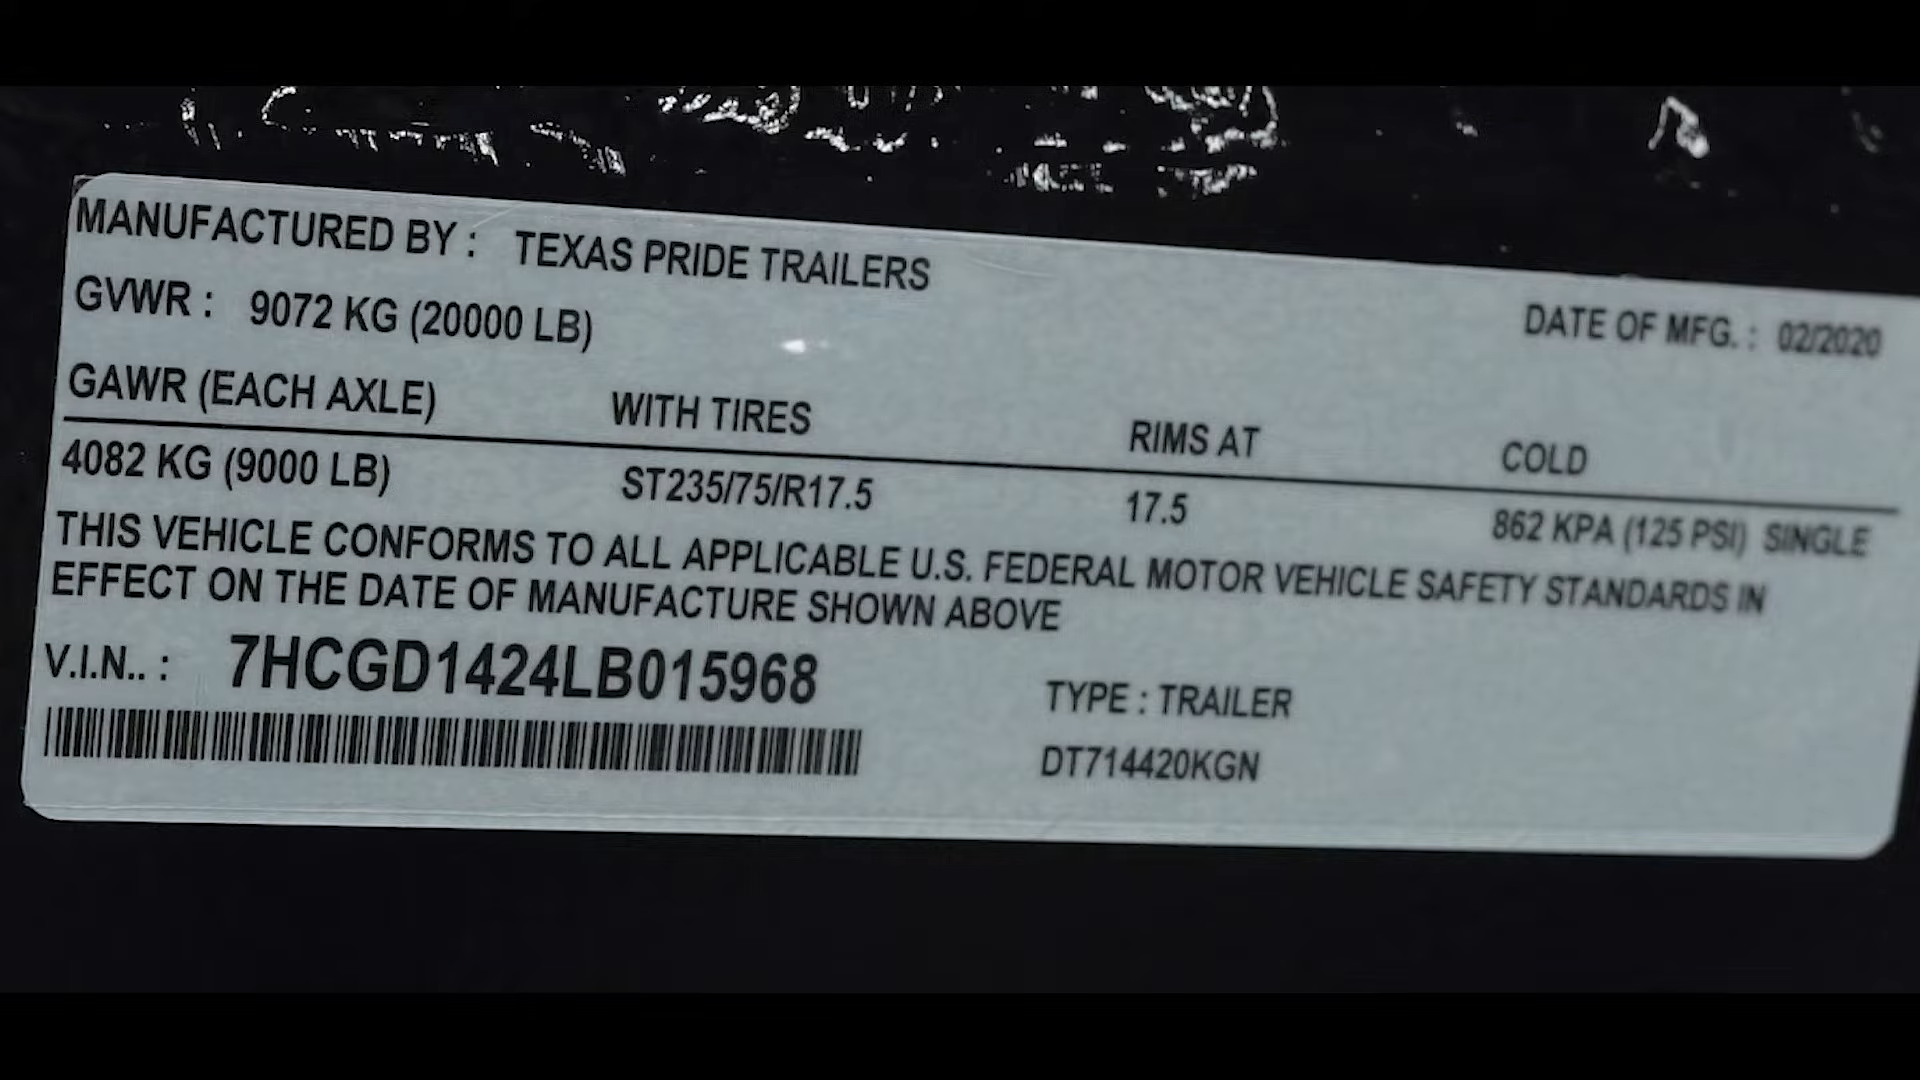 MANUFACTURED BY : TEXAS PRIDE TRAILERS
GVWR : 9072 KG (20000 LB) DATE OF MFG. : 02/2020
GAWR (EACH AXLE) WITH TIRES RIMS AT COLD
4082 KG (9000 LB) ST235/75/R17.5 17.5 862 KPA (125 PSI) SINGLE
THIS VEHICLE CONFORMS TO ALL APPLICABLE U.S. FEDERAL MOTOR VEHICLE SAFETY STANDARDS IN
EFFECT ON THE DATE OF MANUFACTURE SHOWN ABOVE
V.I.N.. : 7HCGD1424LB015968 TYPE : TRAILER
DT714420KGN